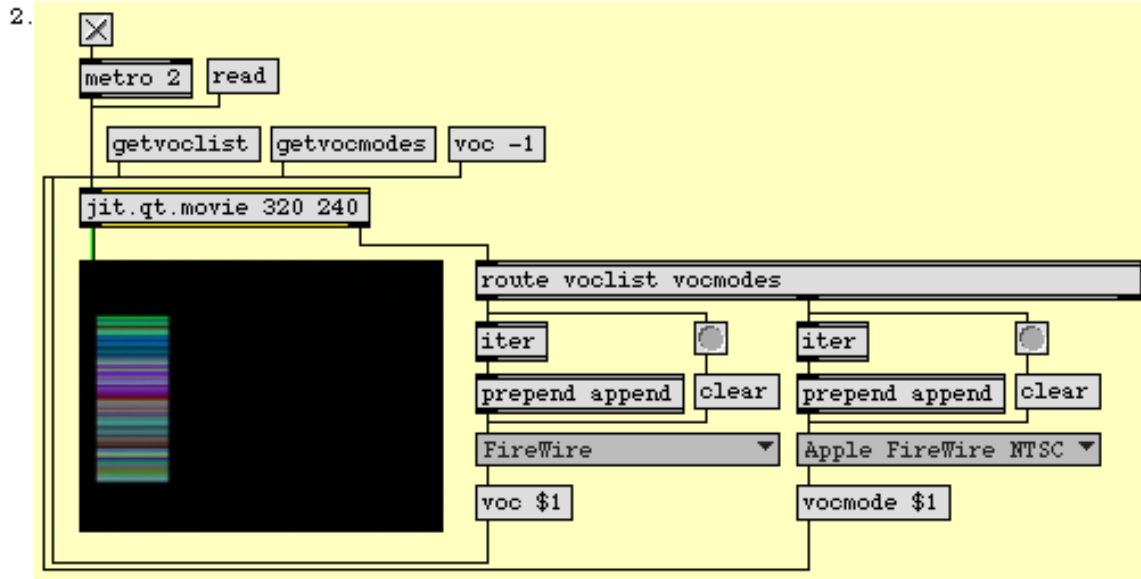 2.
metro 2
read
getvoclist
getvocmodes
voc -1
jit.qt.movie 320 240
route voclist vocmodes
iter
iter
prepend append
clear
prepend append
clear
FireWire
Apple FireWire NTSC
voc $1
vocmode $1